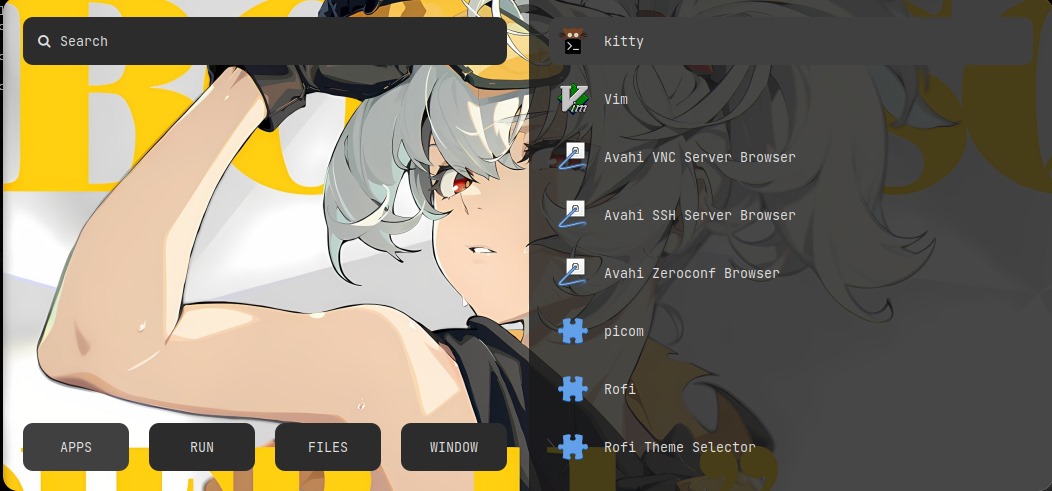 Search
APPS
RUN
FILES
WINDOW
kitty
Vim
Avahi VNC Server Browser
Avahi SSH Server Browser
Avahi Zeroconf Browser
picom
Rofi
Rofi Theme Selector